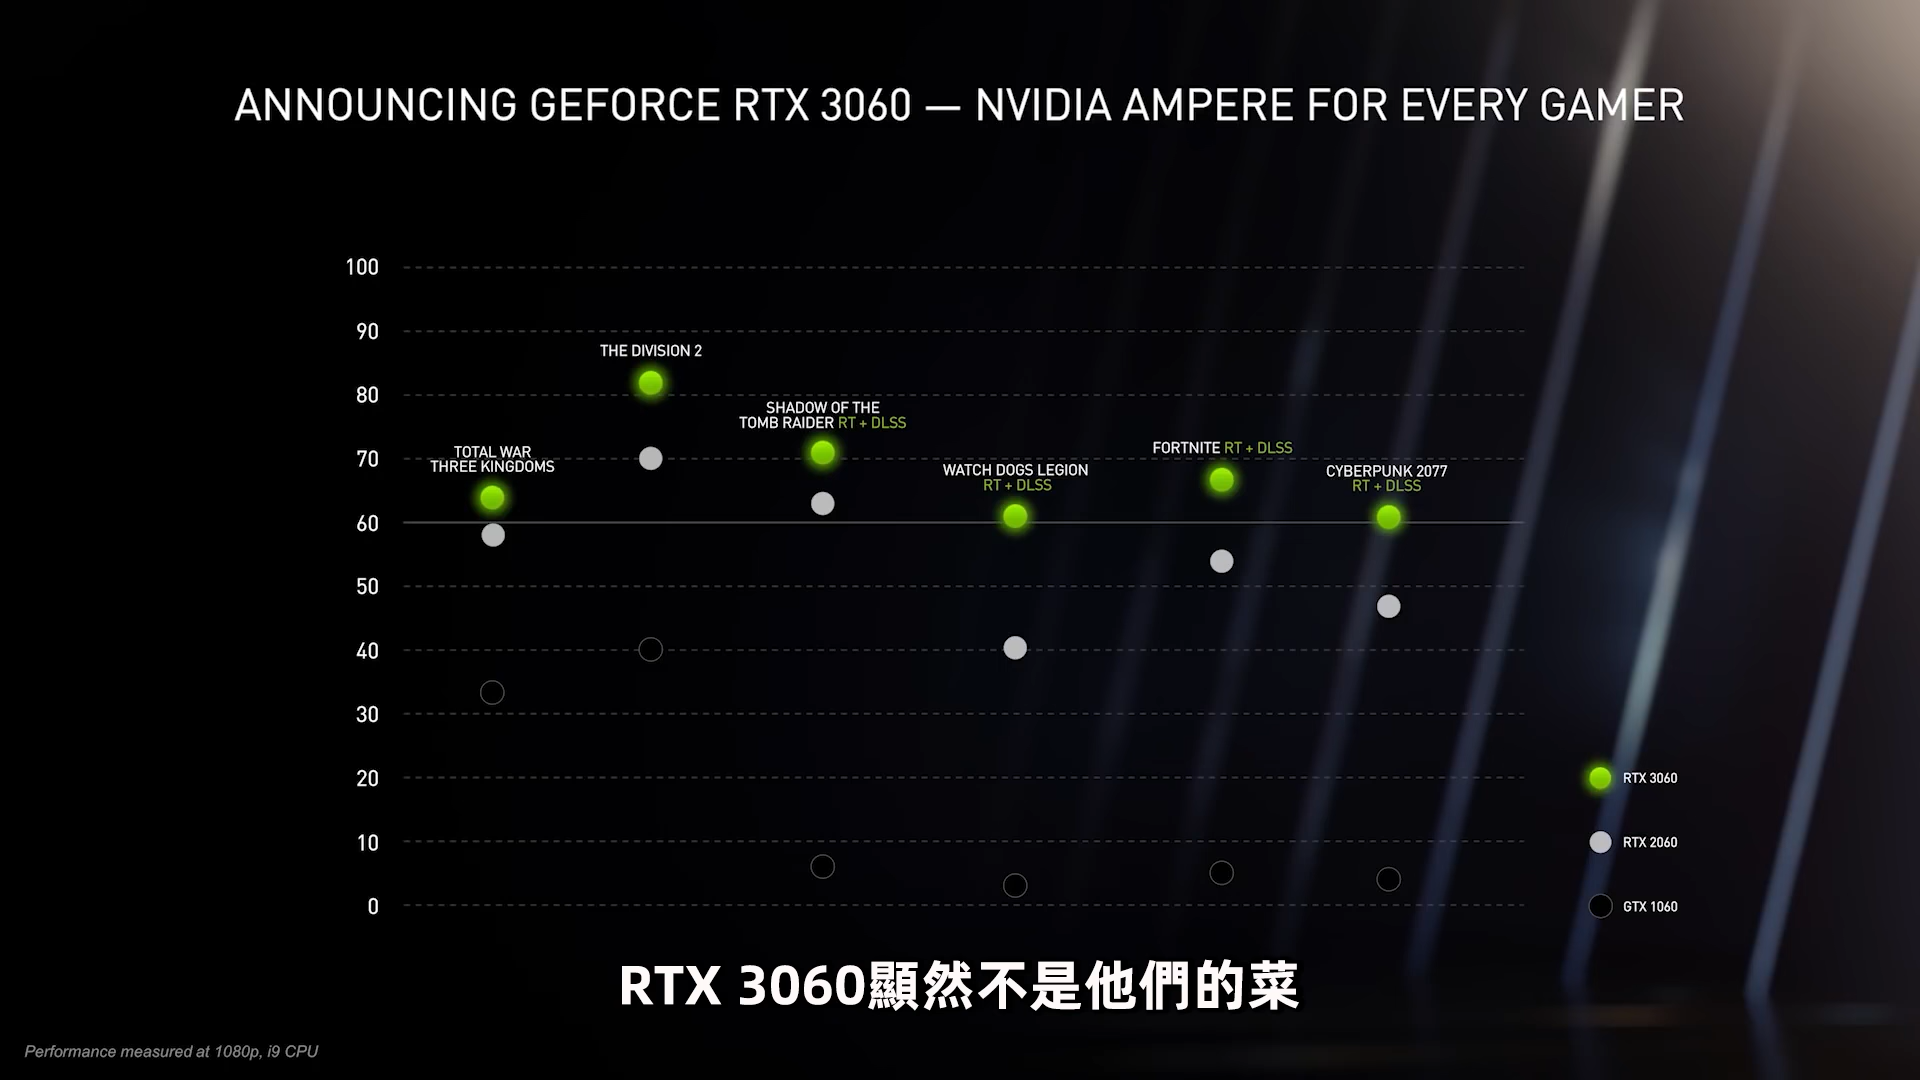 ANNOUNCING GEFORCE RTX 3060 — NVIDIA AMPERE FOR EVERY GAMER
100
90
80
70
60
50
40
30
20
10
0
TOTAL WAR
THREE KINGDOMS
THE DIVISION 2
SHADOW OF THE
TOMB RAIDER RT + DLSS
WATCH DOGS LEGION
RT + DLSS
FORTNITE RT + DLSS
CYBERPUNK 2077
RT + DLSS
RTX 3060
RTX 2060
GTX 1060
RTX 3060顯然不是他們的菜
Performance measured at 1080p, i9 CPU